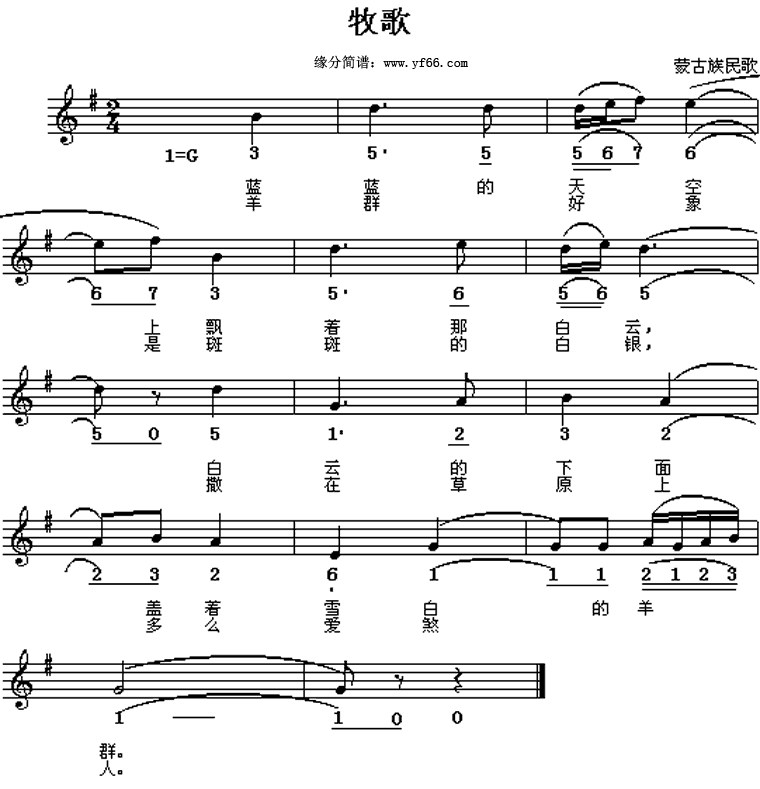 牧歌
缘分简谱：www.yf66.com
蒙古族民歌
2
4
1=G 3 5· 5 5 6 7 6
蓝 蓝 的 天 空
羊 群 好 象
6 7 3 5· 6 5 6 5
上 飘 着 那 白 云，
是 斑 斑 的 白 银，
5 0 5 1· 2 3 2
白 云 的 下 面
撒 在 草 原 上
2 3 2 6 1 1 1 2 1 2 3
盖 着 雪 白 的 羊
多 么 爱 煞
1 — 1 0 0
群。
人。